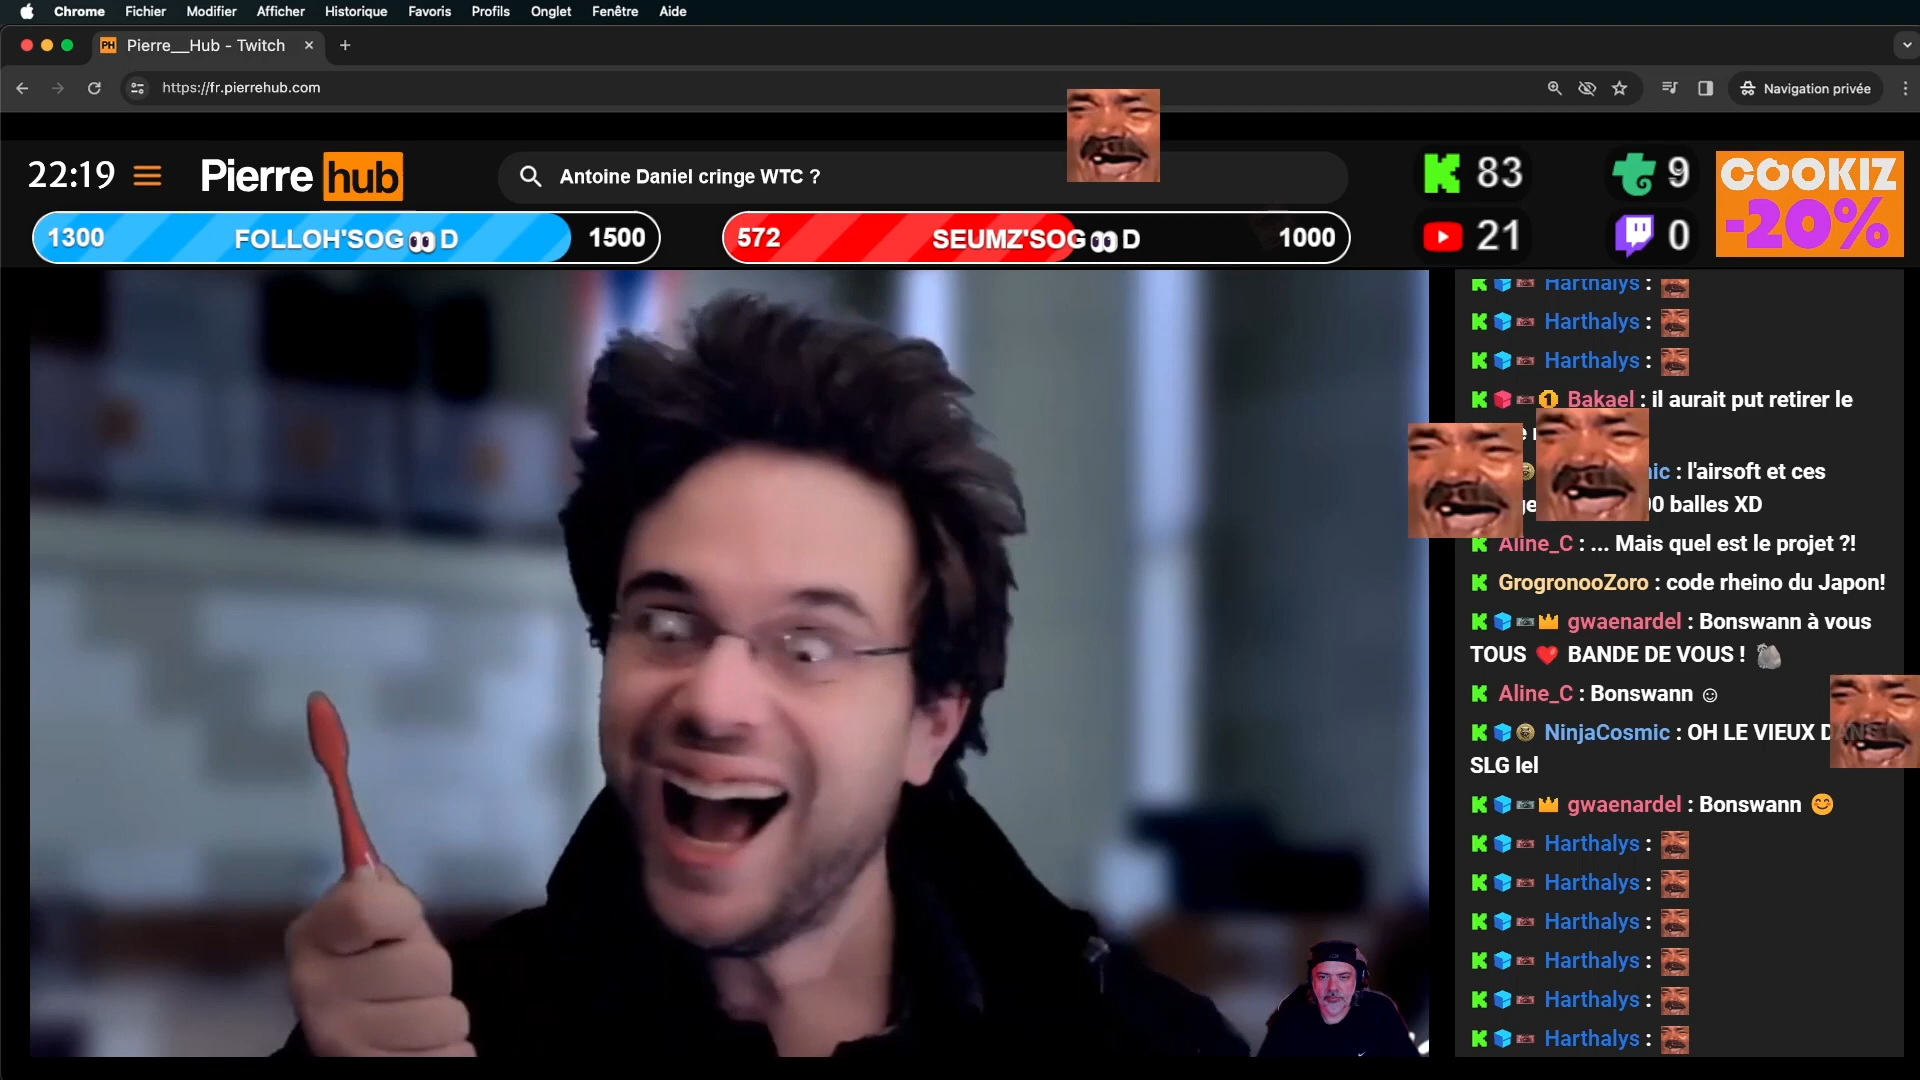 Chrome Fichier Modifier Afficher Historique Favoris Profils Onglet Fenêtre Aide
PH Pierre__Hub - Twitch
https://fr.pierrehub.com
Navigation privée
22:19
Pierre hub
Antoine Daniel cringe WTC ?
83
9
21
0
COOKIZ
-20%
1300 FOLLOH'SOG👀D 1500
572 SEUMZ'SOG👀D 1000
Harthalys :
Harthalys :
Harthalys :
Bakael : il aurait put retirer le
ic : l'airsoft et ces
balles XD
Aline_C : ... Mais quel est le projet ?!
GrogronooZoro : code rheino du Japon!
gwaenardel : Bonswann à vous
TOUS ❤️ BANDE DE VOUS ! 🪨
Aline_C : Bonswann ☺
NinjaCosmic : OH LE VIEUX DANS
SLG lel
gwaenardel : Bonswann 😊
Harthalys :
Harthalys :
Harthalys :
Harthalys :
Harthalys :
Harthalys :